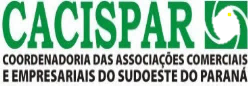 CACISPAR
COORDENADORIA DAS ASSOCIAÇÕES COMERCIAIS
E EMPRESARIAIS DO SUDOESTE DO PARANÁ